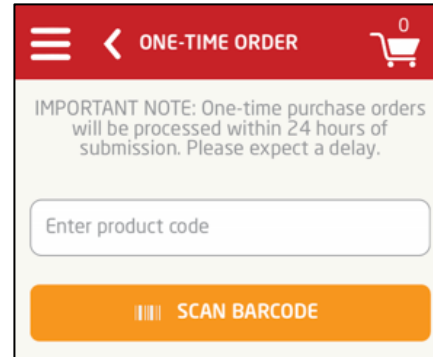 ONE-TIME ORDER
0
IMPORTANT NOTE: One-time purchase orders
will be processed within 24 hours of
submission. Please expect a delay.
Enter product code
SCAN BARCODE